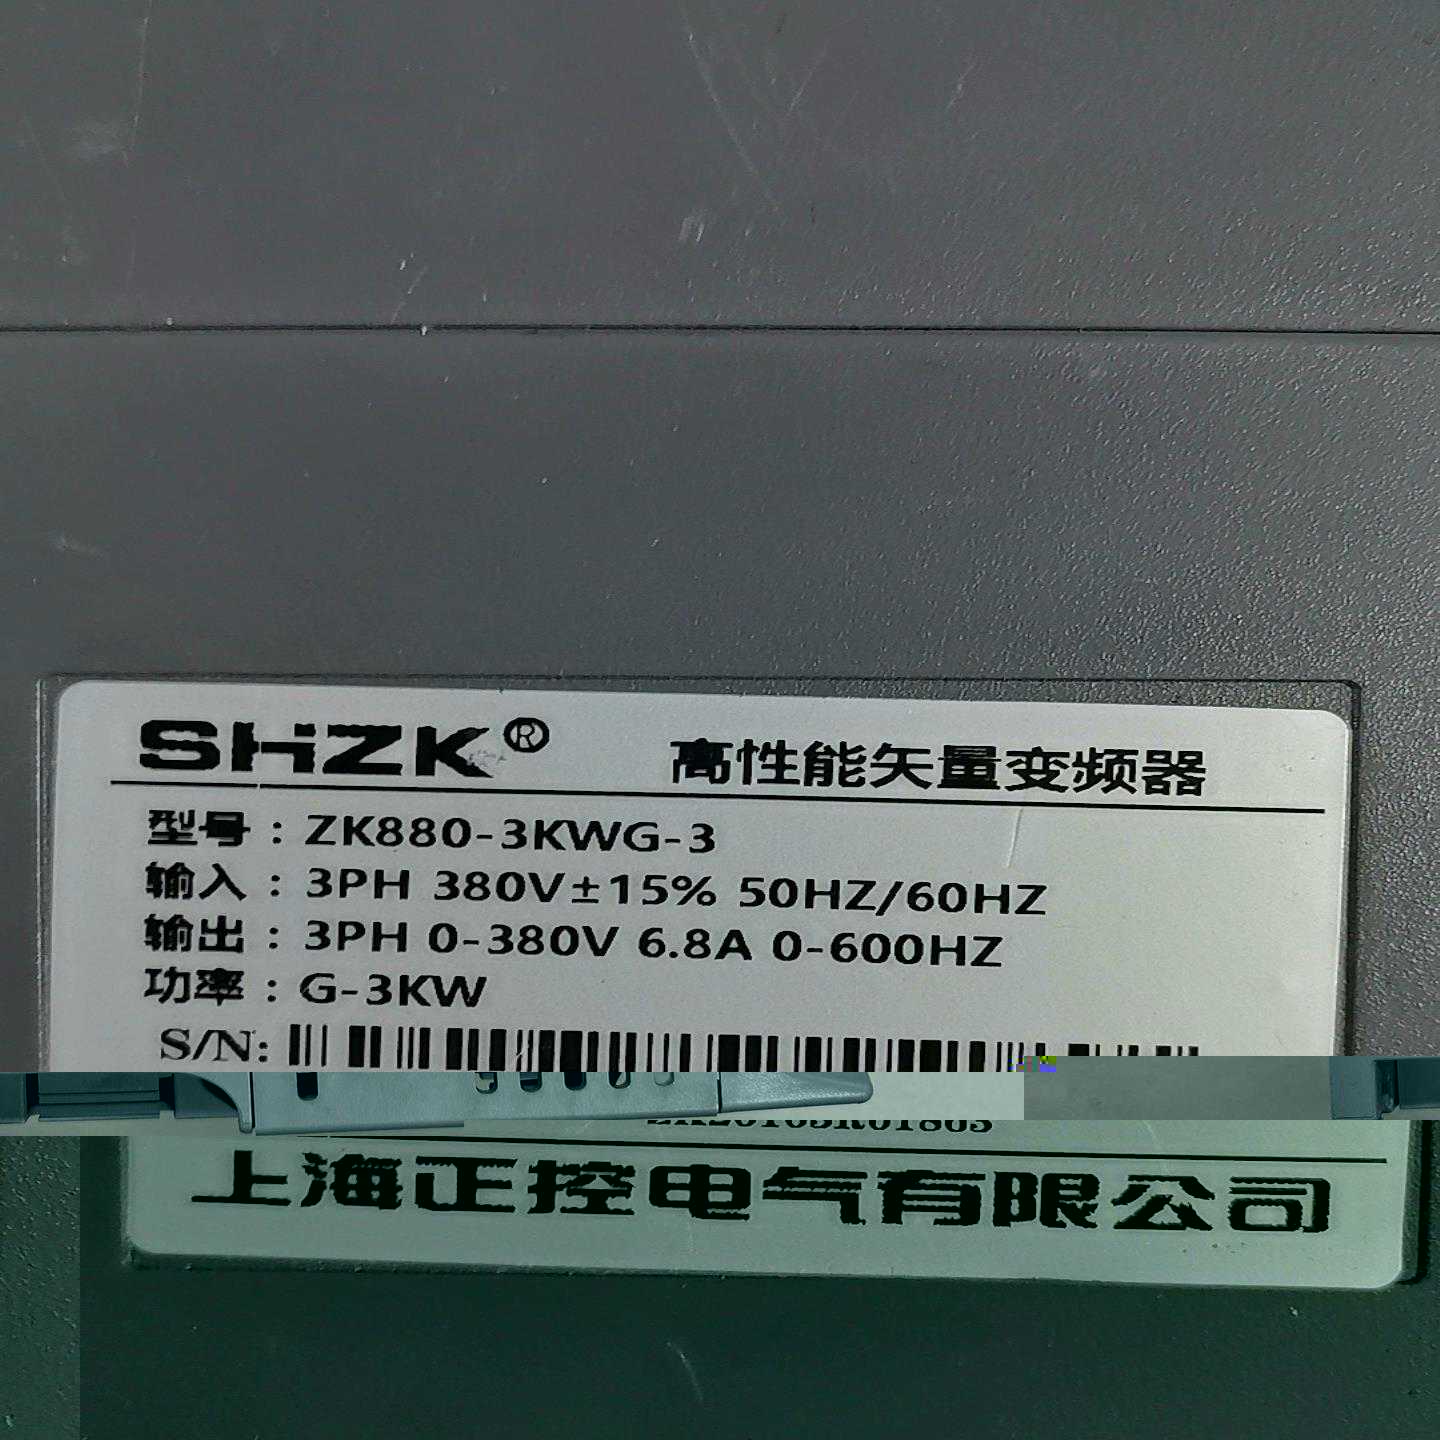 SHZK® 高性能矢量变频器
型号：ZK880-3KWG-3
输入：3PH 380V±15% 50HZ/60HZ
输出：3PH 0-380V 6.8A 0-600HZ
功率：G-3KW
S/N:
上海正控电气有限公司